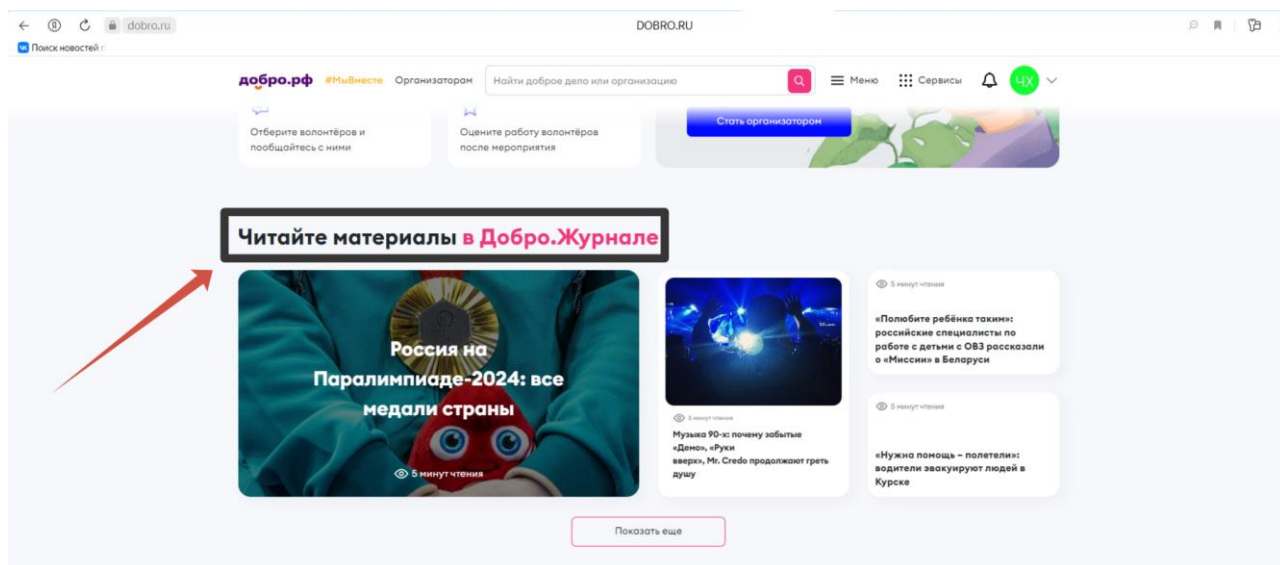 dobro.ru
DOBRO.RU
Поиск новостей
добро.рф #МыВместе Организаторам Найти доброе дело или организацию Меню Сервисы ЧХ
Отберите волонтёров и
пообщайтесь с ними
Оцените работу волонтёров
после мероприятия
Стать организатором
Читайте материалы в Добро.Журнале
Россия на
Паралимпиаде-2024: все
медали страны
5 минут чтения
5 минут чтения
Музыка 90-х: почему забытые
«Демо», «Руки
вверх», Mr. Credo продолжают греть
душу
5 минут чтения
«Полюбите ребёнка таким»:
российские специалисты по
работе с детьми с ОВЗ рассказали
о «Миссии» в Беларуси
5 минут чтения
«Нужна помощь – полетели»:
водители эвакуируют людей в
Курске
Показать еще